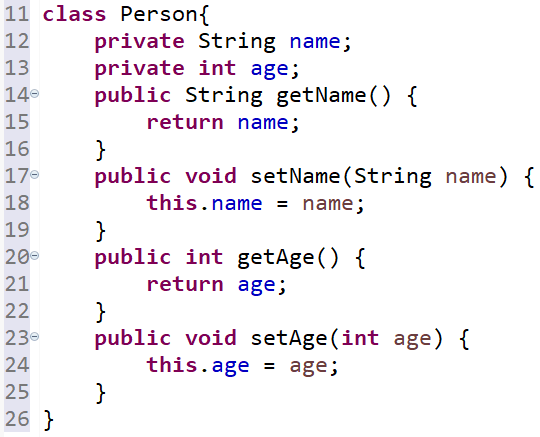 11 class Person{
12     private String name;
13     private int age;
14     public String getName() {
15         return name;
16     }
17     public void setName(String name) {
18         this.name = name;
19     }
20     public int getAge() {
21         return age;
22     }
23     public void setAge(int age) {
24         this.age = age;
25     }
26 }